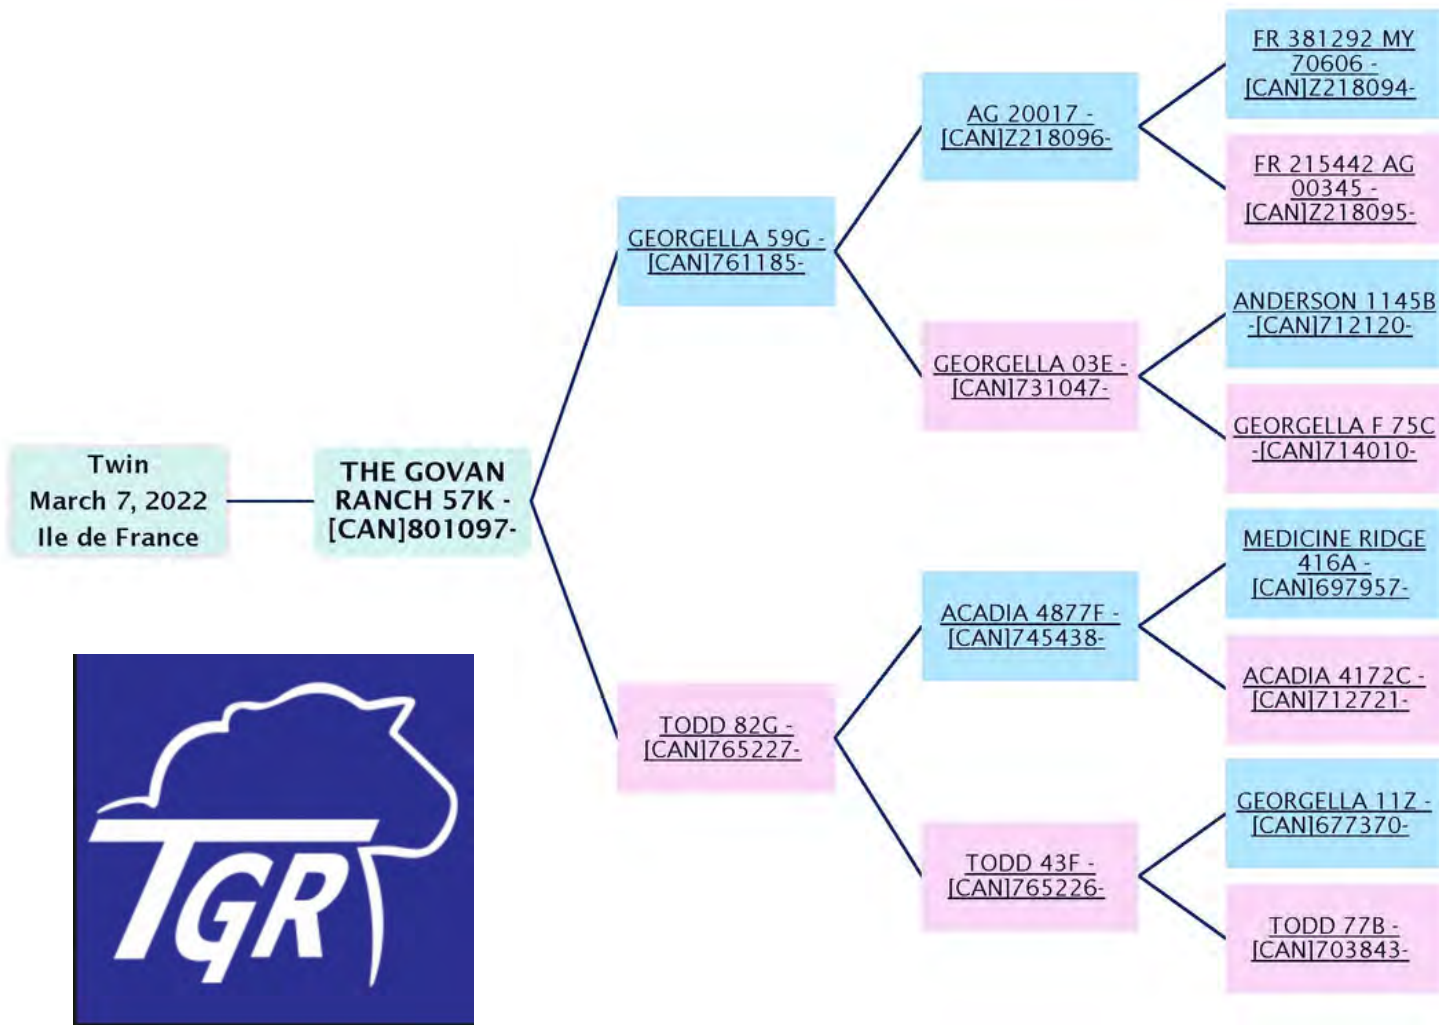 Twin
March 7, 2022
Ile de France
THE GOVAN
RANCH 57K -
[CAN]801097-
GEORGELLA 59G -
[CAN]761185-
TODD 82G -
[CAN]765227-
AG 20017 -
[CAN]Z218096-
GEORGELLA 03E -
[CAN]731047-
ACADIA 4877F -
[CAN]745438-
TODD 43F -
[CAN]765226-
FR 381292 MY
70606 -
[CAN]Z218094-
FR 215442 AG
00345 -
[CAN]Z218095-
ANDERSON 1145B
-[CAN]712120-
GEORGELLA F 75C
-[CAN]714010-
MEDICINE RIDGE
416A -
[CAN]697957-
ACADIA 4172C -
[CAN]712721-
GEORGELLA 11Z -
[CAN]677370-
TODD 77B -
[CAN]703843-
TGR